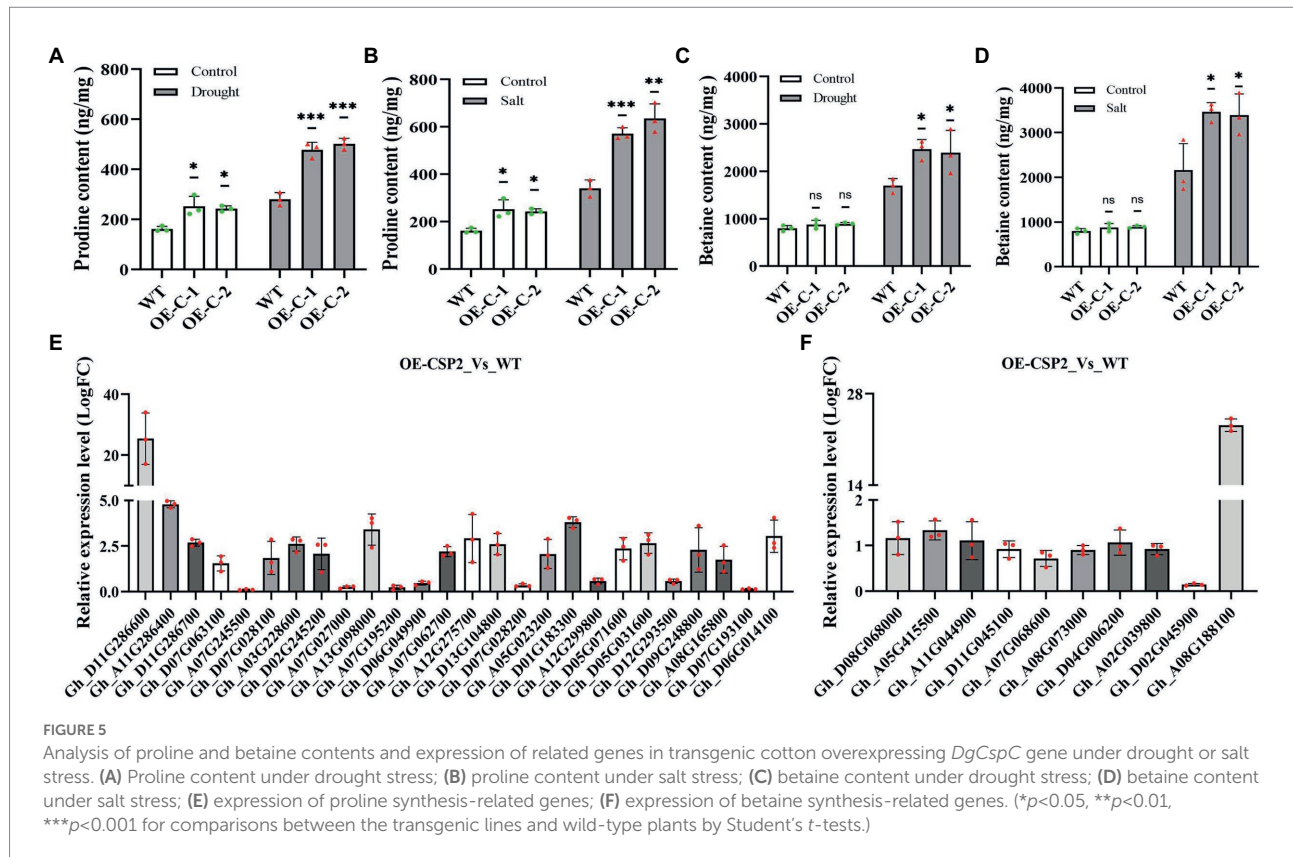 A
Prodine content (ng/mg)
800
600
400
200
0
Control
Drought
*
*
***
***
WT
OE-C-1
OE-C-2
WT
OE-C-1
OE-C-2
B
Prodine content (ng/mg)
800
600
400
200
0
Control
Salt
*
*
***
**
WT
OE-C-1
OE-C-2
WT
OE-C-1
OE-C-2
C
Betaine content (ng/mg)
4000
3000
2000
1000
0
Control
Drought
ns
ns
*
*
WT
OE-C-1
OE-C-2
WT
OE-C-1
OE-C-2
D
Betaine content (ng/mg)
4000
3000
2000
1000
0
Control
Salt
ns
ns
*
*
WT
OE-C-1
OE-C-2
WT
OE-C-1
OE-C-2
E
OE-CSP2_Vs_WT
Relative expression level (LogFC)
40
20
5.0
2.5
0.0
Gh_D11G286600
Gh_A11G286400
Gh_D11G286700
Gh_D07G063100
Gh_A07G245500
Gh_D07G028100
Gh_A03G228600
Gh_D02G245200
Gh_A07G027000
Gh_A13G098000
Gh_A07G195200
Gh_D06G049900
Gh_A07G062700
Gh_A12G275700
Gh_D13G104800
Gh_D07G028200
Gh_A05G023200
Gh_D01G183300
Gh_A12G299800
Gh_D05G071600
Gh_D05G031600
Gh_D12G293500
Gh_D09G248800
Gh_A08G165800
Gh_D07G193100
Gh_D06G014100
F
OE-CSP2_Vs_WT
Relative expression level (LogFC)
28
14
2
1
0
Gh_D08G068000
Gh_A05G415500
Gh_A11G044900
Gh_D11G045100
Gh_A07G068600
Gh_A08G073000
Gh_D04G006200
Gh_A02G039800
Gh_D02G045900
Gh_A08G188100
FIGURE 5
Analysis of proline and betaine contents and expression of related genes in transgenic cotton overexpressing DgCspC gene under drought or salt
stress. (A) Proline content under drought stress; (B) proline content under salt stress; (C) betaine content under drought stress; (D) betaine content
under salt stress; (E) expression of proline synthesis-related genes; (F) expression of betaine synthesis-related genes. (*p<0.05, **p<0.01,
***p<0.001 for comparisons between the transgenic lines and wild-type plants by Student's t-tests.)